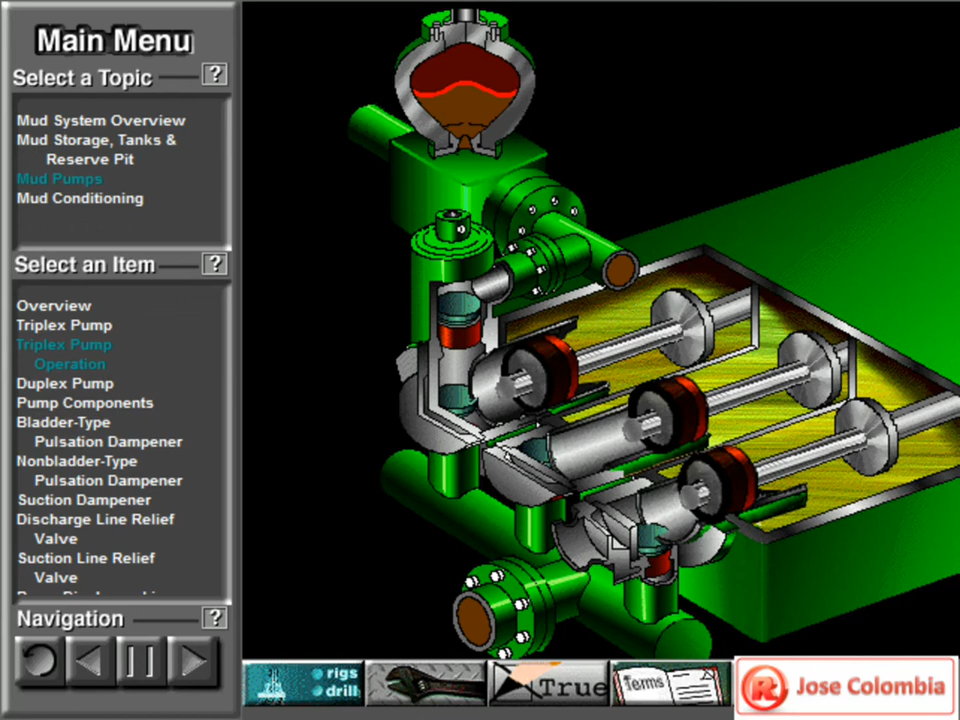 Main Menu
Select a Topic ?
Mud System Overview
Mud Storage, Tanks &
Reserve Pit
Mud Pumps
Mud Conditioning
Select an Item ?
Overview
Triplex Pump
Triplex Pump
Operation
Duplex Pump
Pump Components
Bladder-Type
Pulsation Dampener
Nonbladder-Type
Pulsation Dampener
Suction Dampener
Discharge Line Relief
Valve
Suction Line Relief
Valve
Navigation ?
rigs
drill
True
Terms
R Jose Colombia